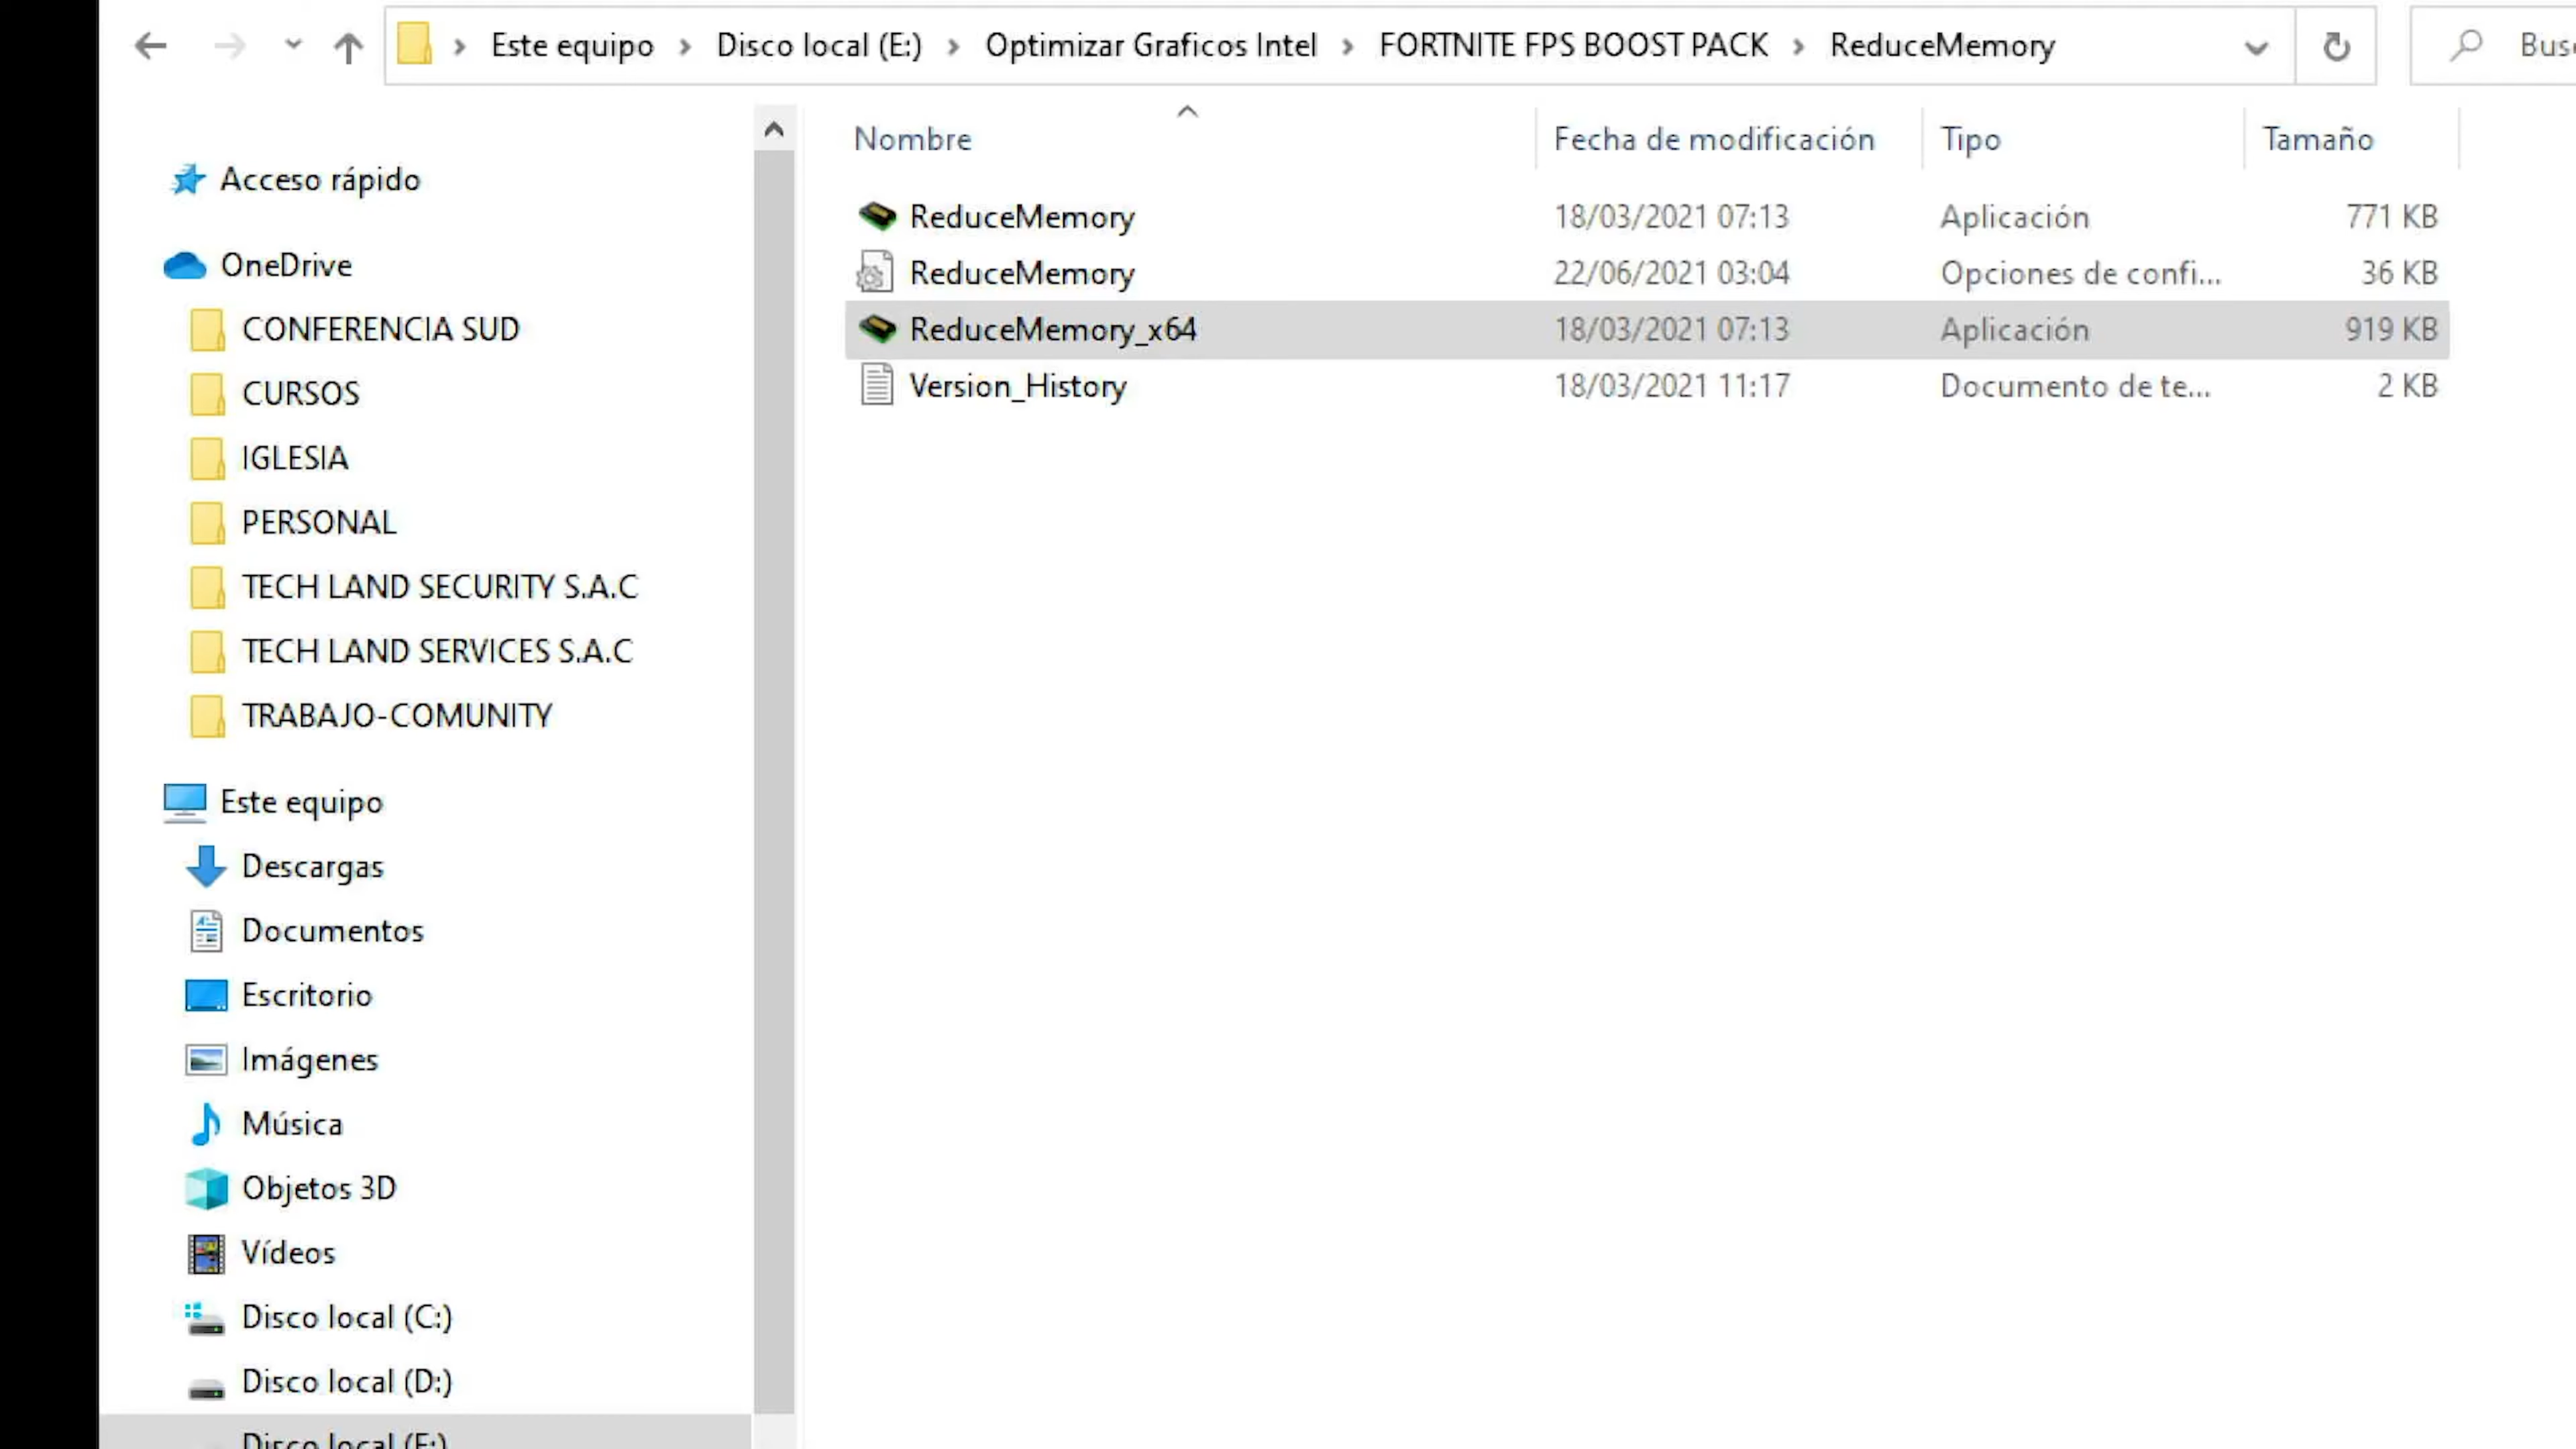 Este equipo > Disco local (E:) > Optimizar Graficos Intel > FORTNITE FPS BOOST PACK > ReduceMemory
Nombre Fecha de modificación Tipo Tamaño
ReduceMemory 18/03/2021 07:13 Aplicación 771 KB
ReduceMemory 22/06/2021 03:04 Opciones de confi... 36 KB
ReduceMemory_x64 18/03/2021 07:13 Aplicación 919 KB
Version_History 18/03/2021 11:17 Documento de te... 2 KB
Acceso rápido
OneDrive
CONFERENCIA SUD
CURSOS
IGLESIA
PERSONAL
TECH LAND SECURITY S.A.C
TECH LAND SERVICES S.A.C
TRABAJO-COMUNITY
Este equipo
Descargas
Documentos
Escritorio
Imágenes
Música
Objetos 3D
Vídeos
Disco local (C:)
Disco local (D:)
Disco local (E:)